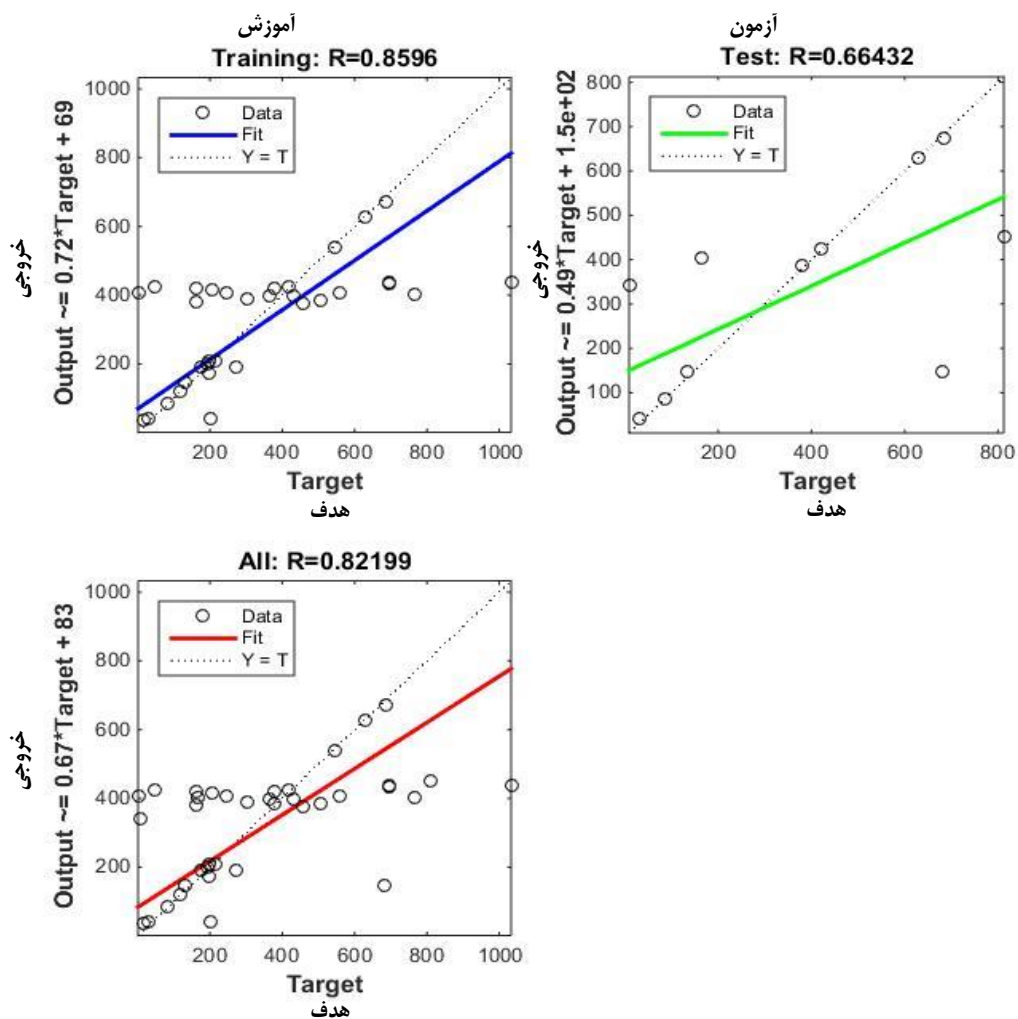 آموزش
Training: R=0.8596
Output ~= 0.72*Target + 69
خروجی
1000
800
600
400
200
Data
Fit
Y = T
200 400 600 800 1000
Target
هدف
آزمون
Test: R=0.66432
Output ~= 0.49*Target + 1.5e+02
خروجی
800
700
600
500
400
300
200
100
Data
Fit
Y = T
200 400 600 800
Target
هدف
All: R=0.82199
Output ~= 0.67*Target + 83
خروجی
1000
800
600
400
200
Data
Fit
Y = T
200 400 600 800 1000
Target
هدف